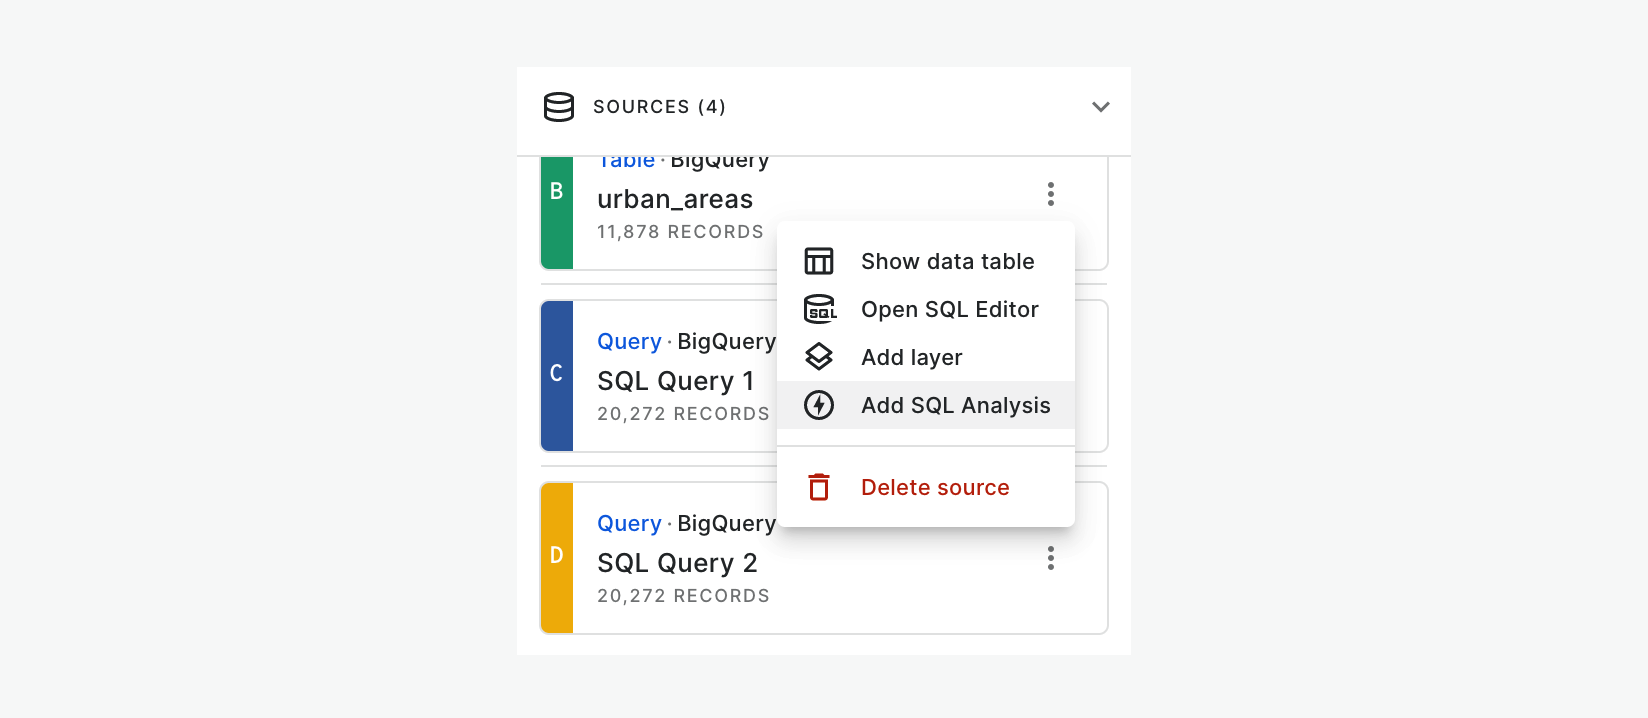 SOURCES (4)
B
Table · BigQuery
urban_areas
11,878 RECORDS
Show data table
SQL
Open SQL Editor
Add layer
Add SQL Analysis
Delete source
C
Query · BigQuery
SQL Query 1
20,272 RECORDS
D
Query · BigQuery
SQL Query 2
20,272 RECORDS